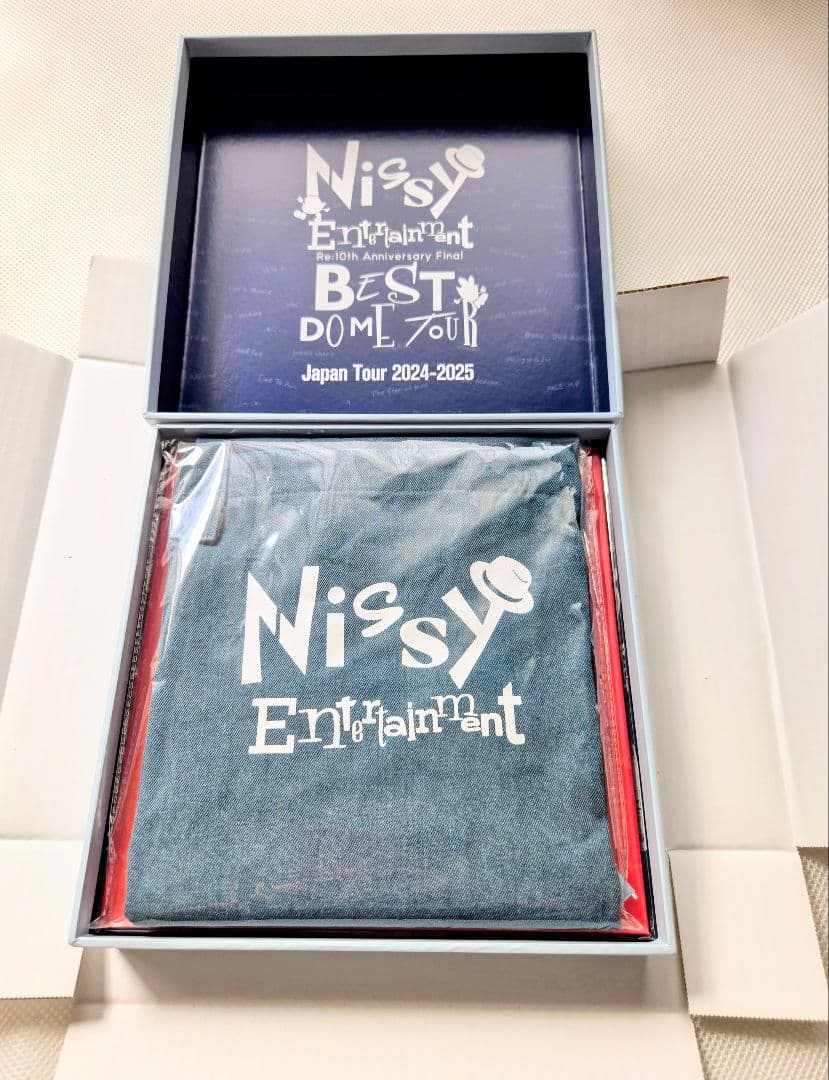 Nissy
Entertainment
Re:10th Anniversary Final
BEST
DOME TOUR
Japan Tour 2024-2025
Nissy
Entertainment